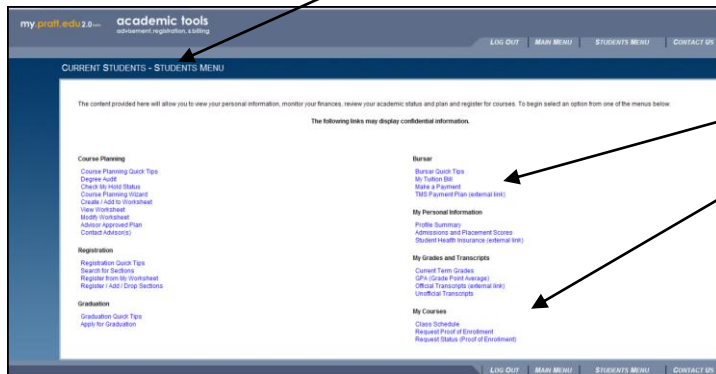 my.pratt.edu 2.0
academic tools
advisement, registration, & billing
LOG OUT MAIN MENU STUDENTS MENU CONTACT US
CURRENT STUDENTS - STUDENTS MENU
The content provided here will allow you to view your personal information, monitor your finances, review your academic status and plan and register for courses. To begin select an option from one of the menus below.
The following links may display confidential information.
Course Planning
Course Planning Quick Tips
Degree Audit
Check My Hold Status
Course Planning Wizard
Create / Add to Worksheet
View Worksheet
Modify Worksheet
Advisor Approved Plan
Contact Advisor(s)
Registration
Registration Quick Tips
Search for Sections
Register from My Worksheet
Register / Add / Drop Sections
Graduation
Graduation Quick Tips
Apply for Graduation
Bursar
Bursar Quick Tips
My Tuition Bill
Make a Payment
TMS Payment Plan (external link)
My Personal Information
Profile Summary
Admissions and Placement Scores
Student Health Insurance (external link)
My Grades and Transcripts
Current Term Grades
GPA (Grade Point Average)
Official Transcripts (external link)
Unofficial Transcripts
My Courses
Class Schedule
Request Proof of Enrollment
Request Status (Proof of Enrollment)
LOG OUT MAIN MENU STUDENTS MENU CONTACT US